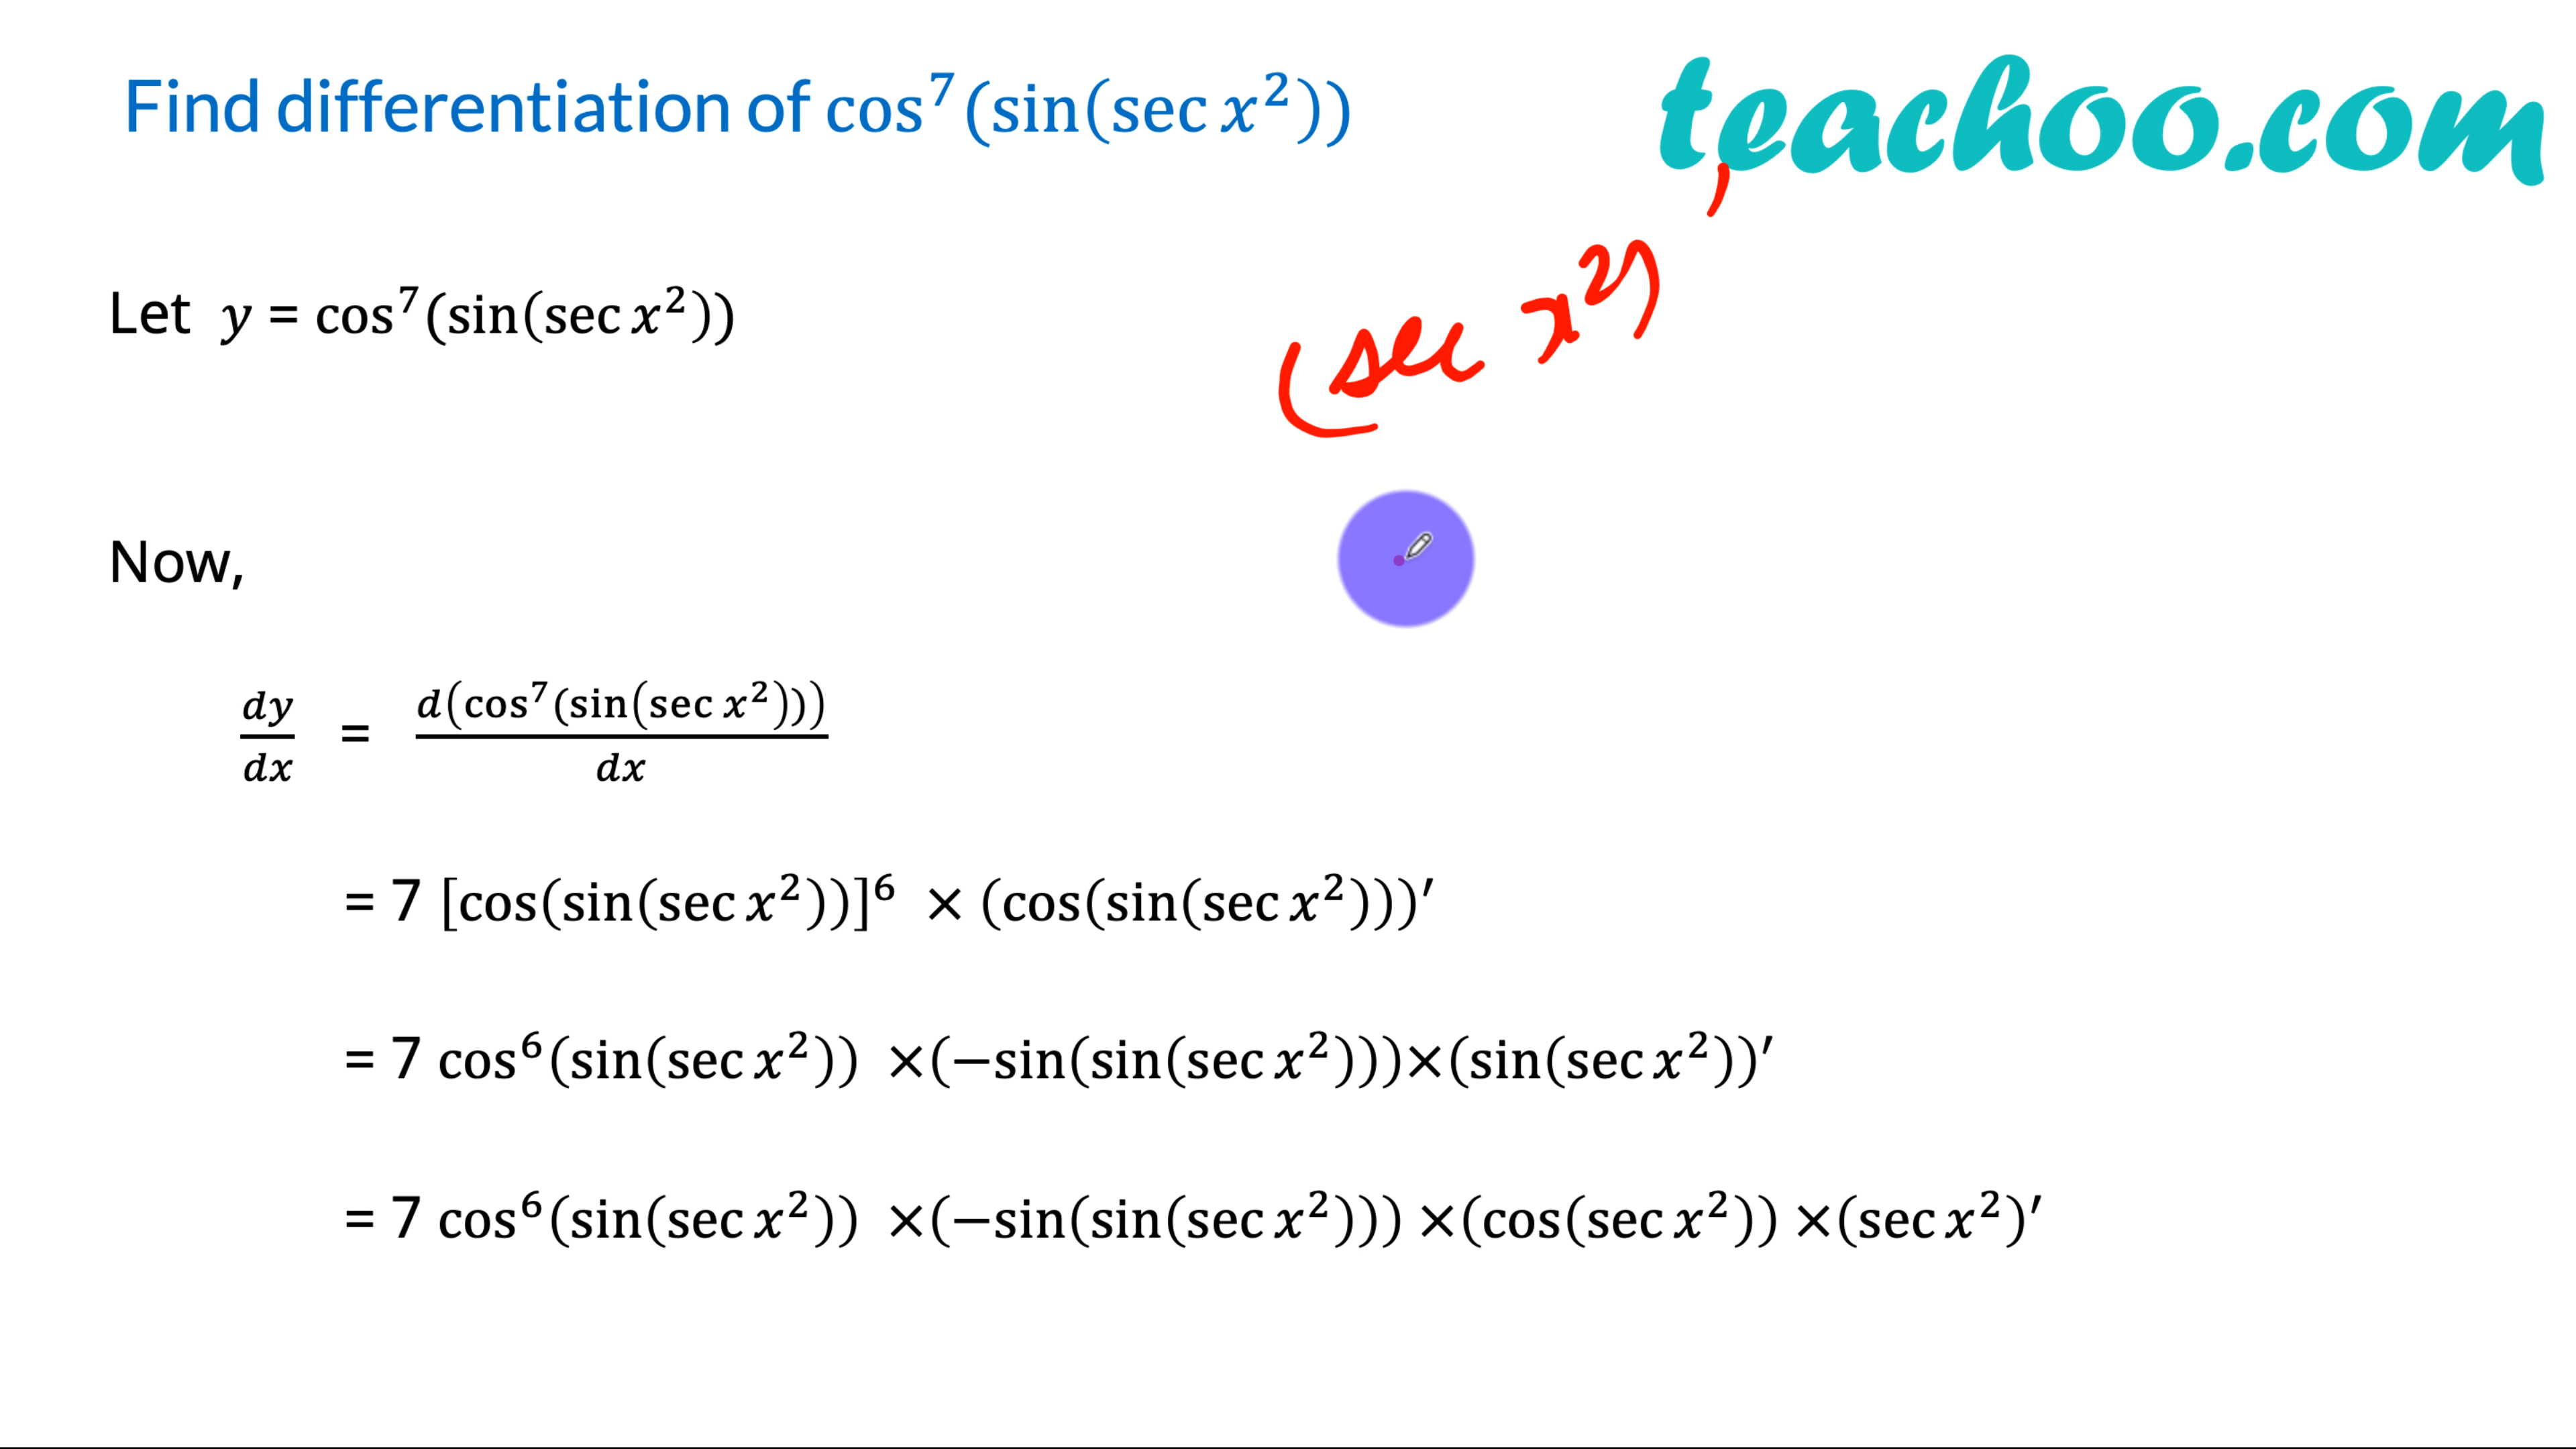 Find differentiation of cos⁷(sin(sec x²))
teachoo.com
Let y = cos⁷(sin(sec x²))
(sec x²)′
Now,
dy/dx = d(cos⁷(sin(sec x²)))/dx
= 7 [cos(sin(sec x²))]⁶ × (cos(sin(sec x²)))′
= 7 cos⁶(sin(sec x²)) ×(−sin(sin(sec x²)))×(sin(sec x²))′
= 7 cos⁶(sin(sec x²)) ×(−sin(sin(sec x²))) ×(cos(sec x²)) ×(sec x²)′